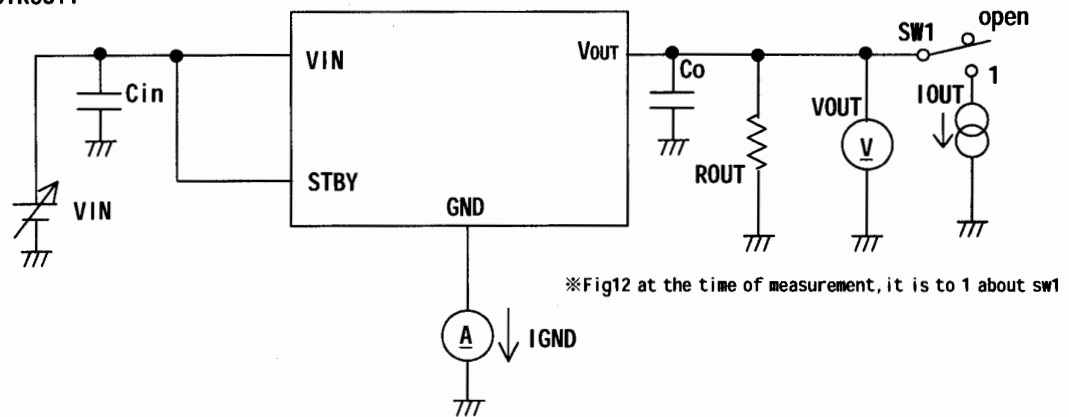 open
SW1
VIN
VOUT
Co
Cin
1
IOUT
VOUT
V
ROUT
STBY
VIN
GND
※Fig12 at the time of measurement, it is to 1 about sw1
A
IGND